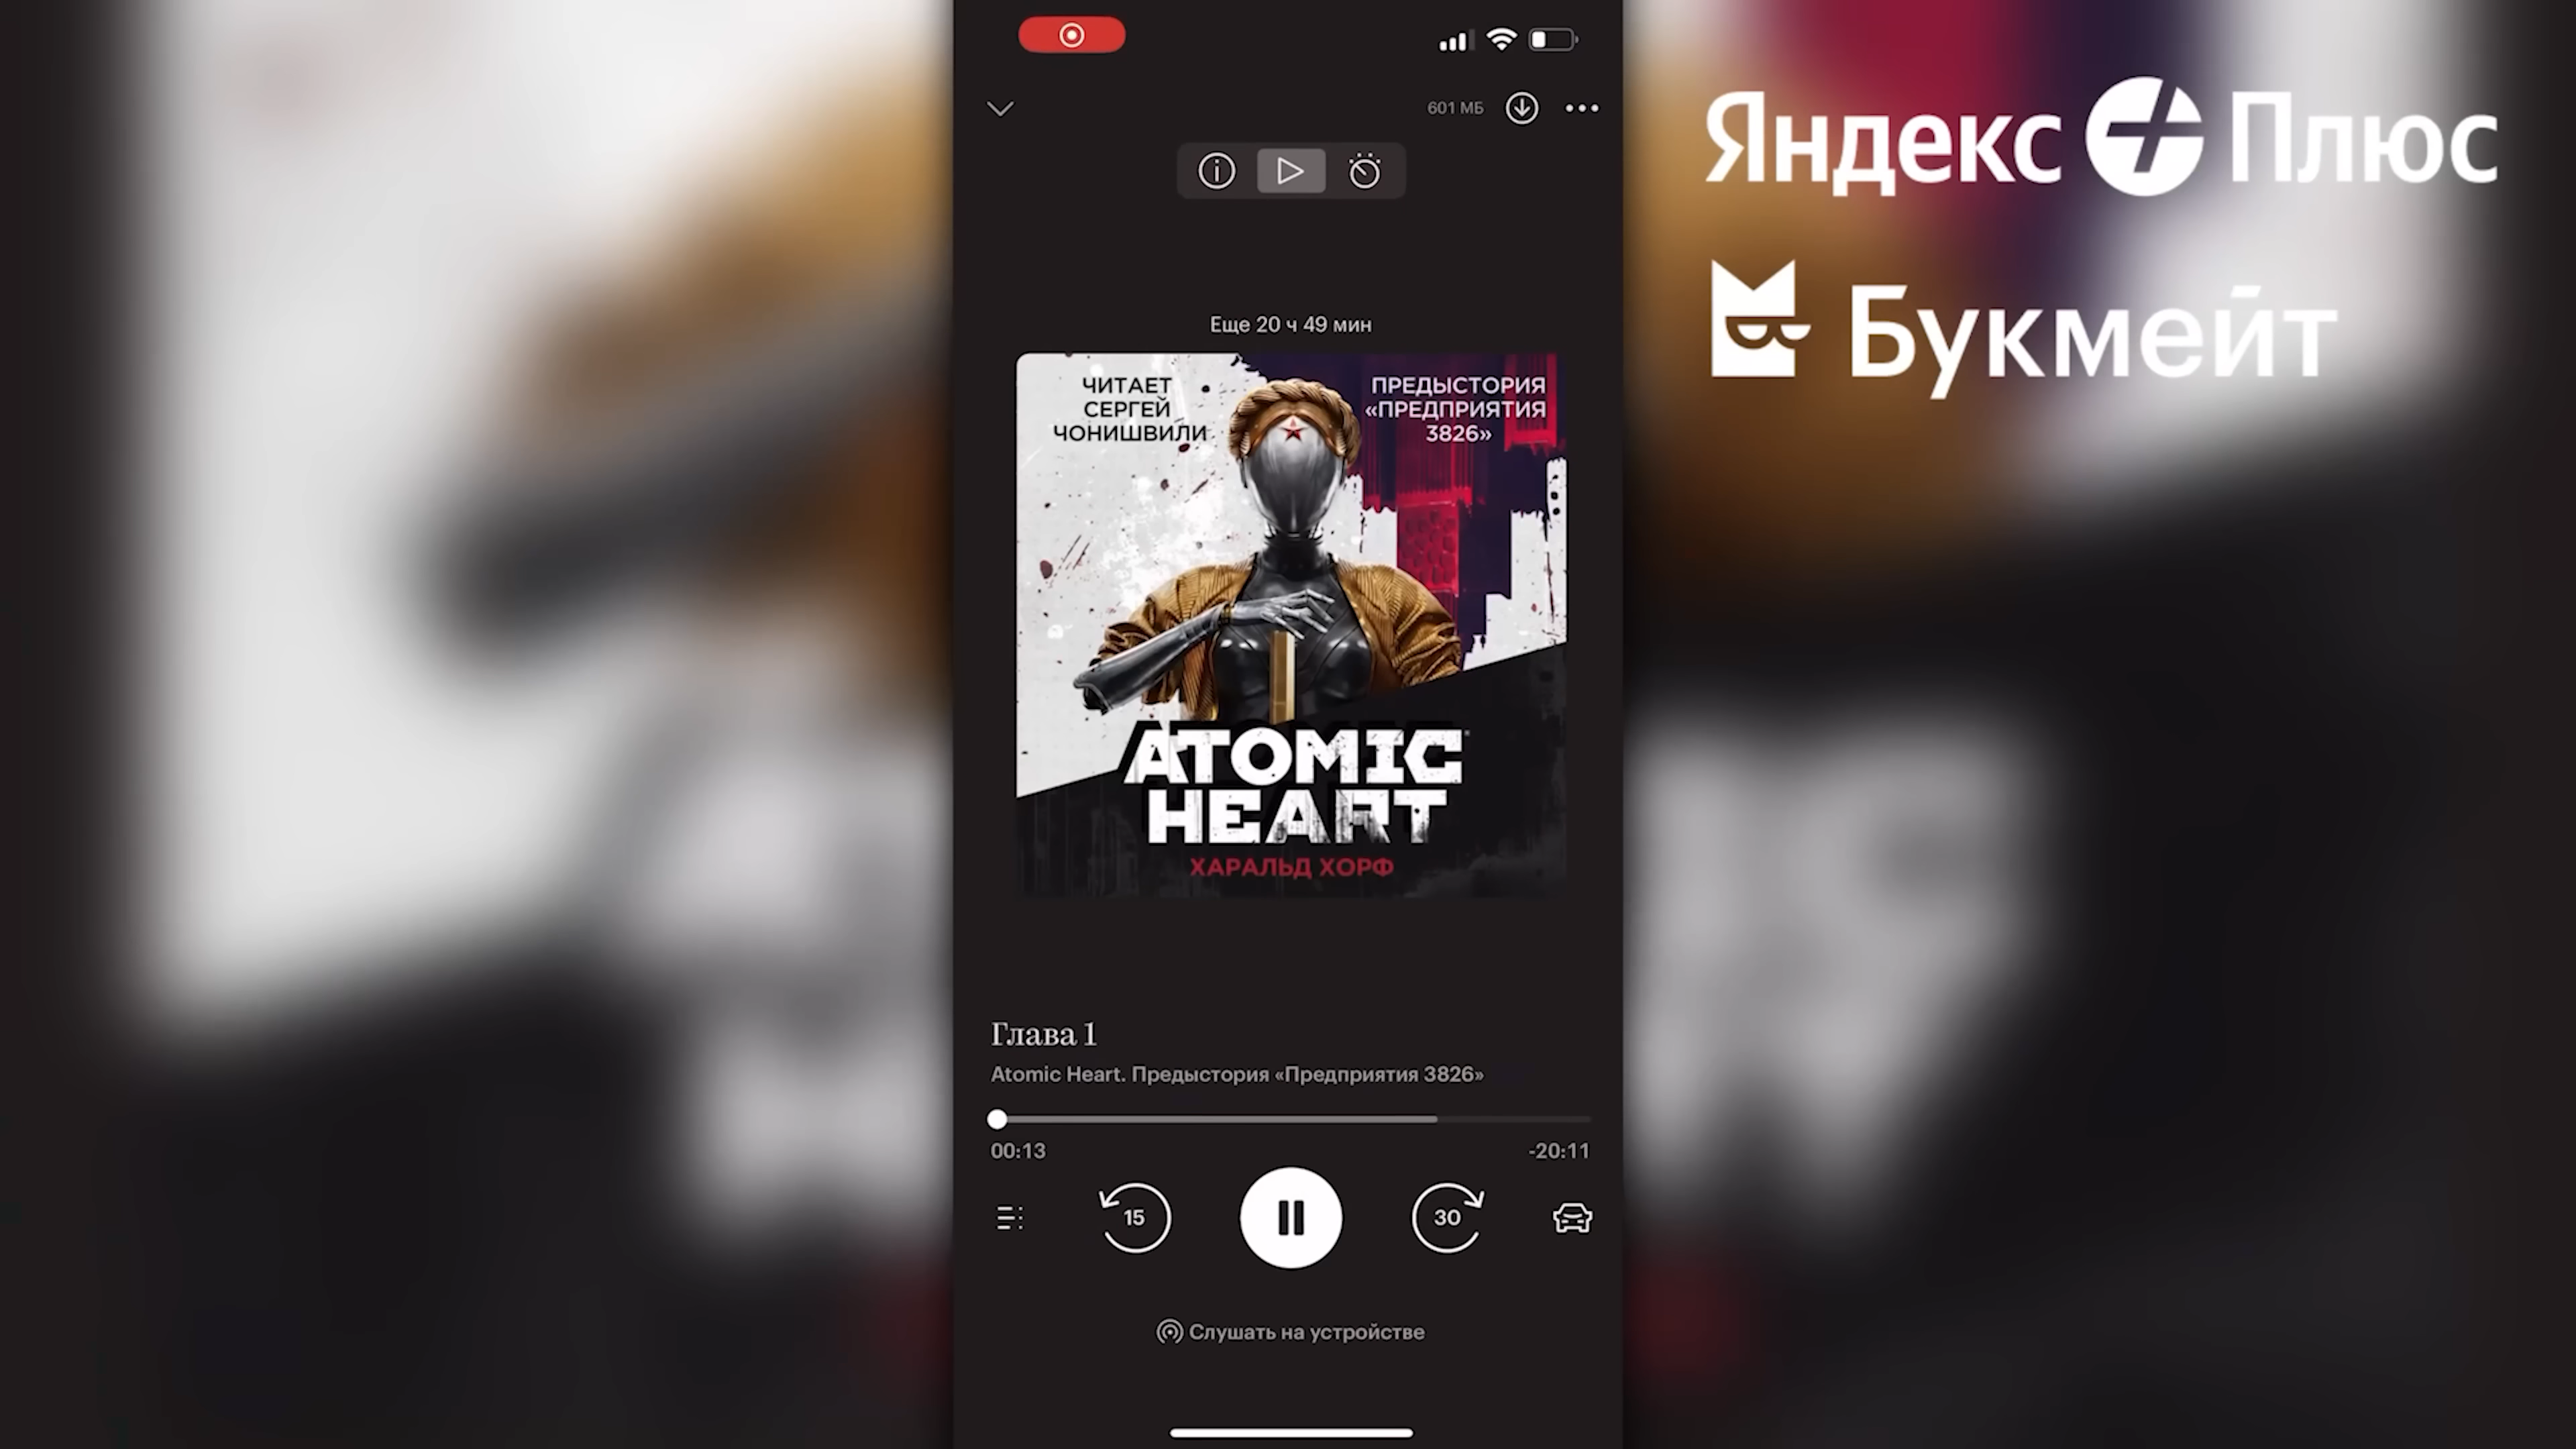 601 МБ
Яндекс Плюс
Букмейт
Еще 20 ч 49 мин
ЧИТАЕТ
СЕРГЕЙ
ЧОНИШВИЛИ
ПРЕДЫСТОРИЯ
«ПРЕДПРИЯТИЯ
3826»
ATOMIC
HEART
ХАРАЛЬД ХОРФ
Глава 1
Atomic Heart. Предыстория «Предприятия 3826»
00:13
-20:11
15
30
Слушать на устройстве